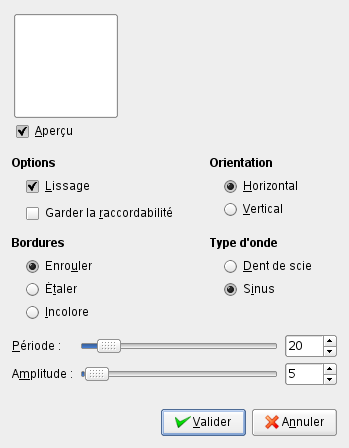 Aperçu
Options
Orientation
Lissage
Horizontal
Garder la raccordabilité
Vertical
Bordures
Type d'onde
Enrouler
Dent de scie
Étaler
Sinus
Incolore
Période : 20
Amplitude : 5
Valider
Annuler